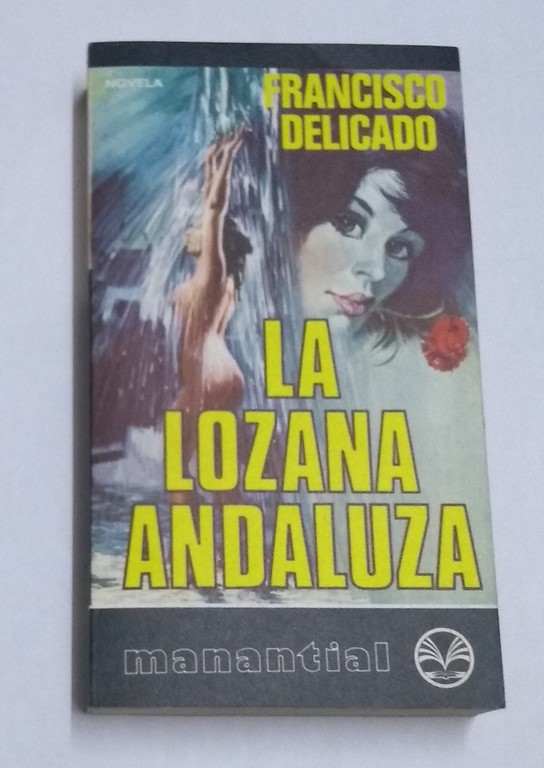 NOVELA
FRANCISCO
DELICADO
LA
LOZANA
ANDALUZA
manantial